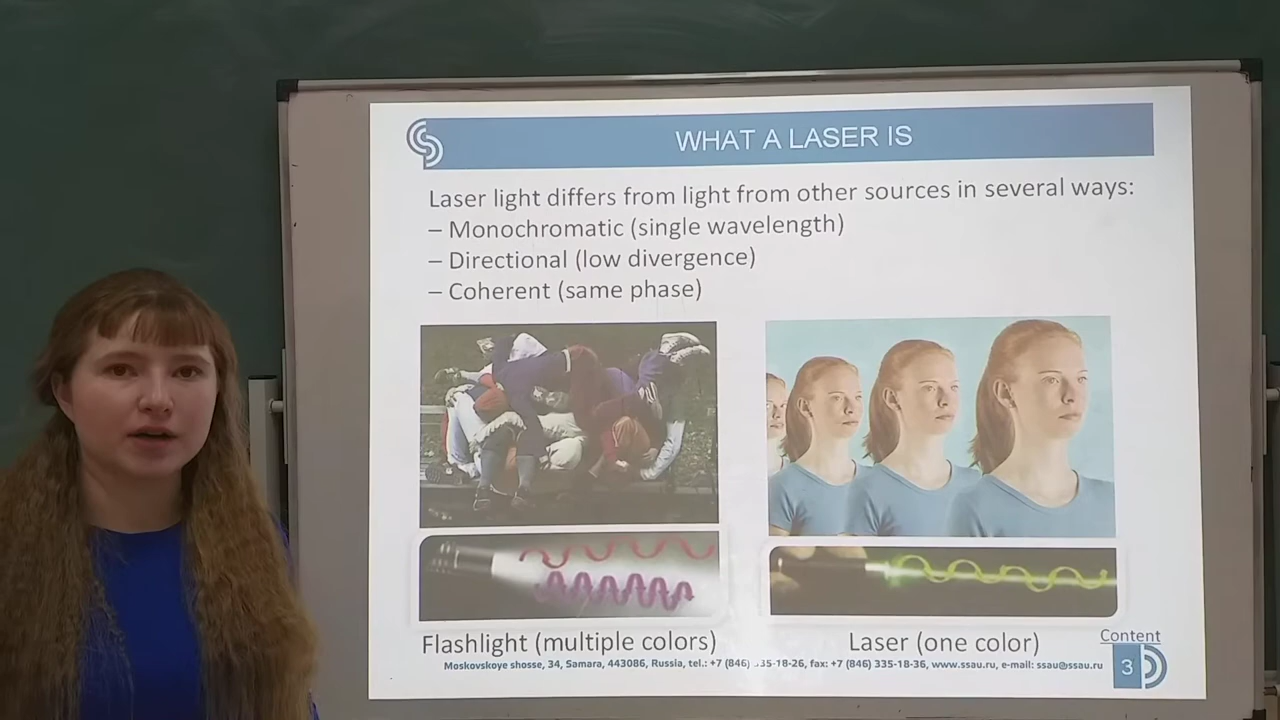 WHAT A LASER IS
Laser light differs from light from other sources in several ways:
– Monochromatic (single wavelength)
– Directional (low divergence)
– Coherent (same phase)
Flashlight (multiple colors)
Laser (one color)
Content
Moskovskoye shosse, 34, Samara, 443086, Russia, tel.: +7 (846) 335-18-26, fax: +7 (846) 335-18-36, www.ssau.ru, e-mail: ssau@ssau.ru
3